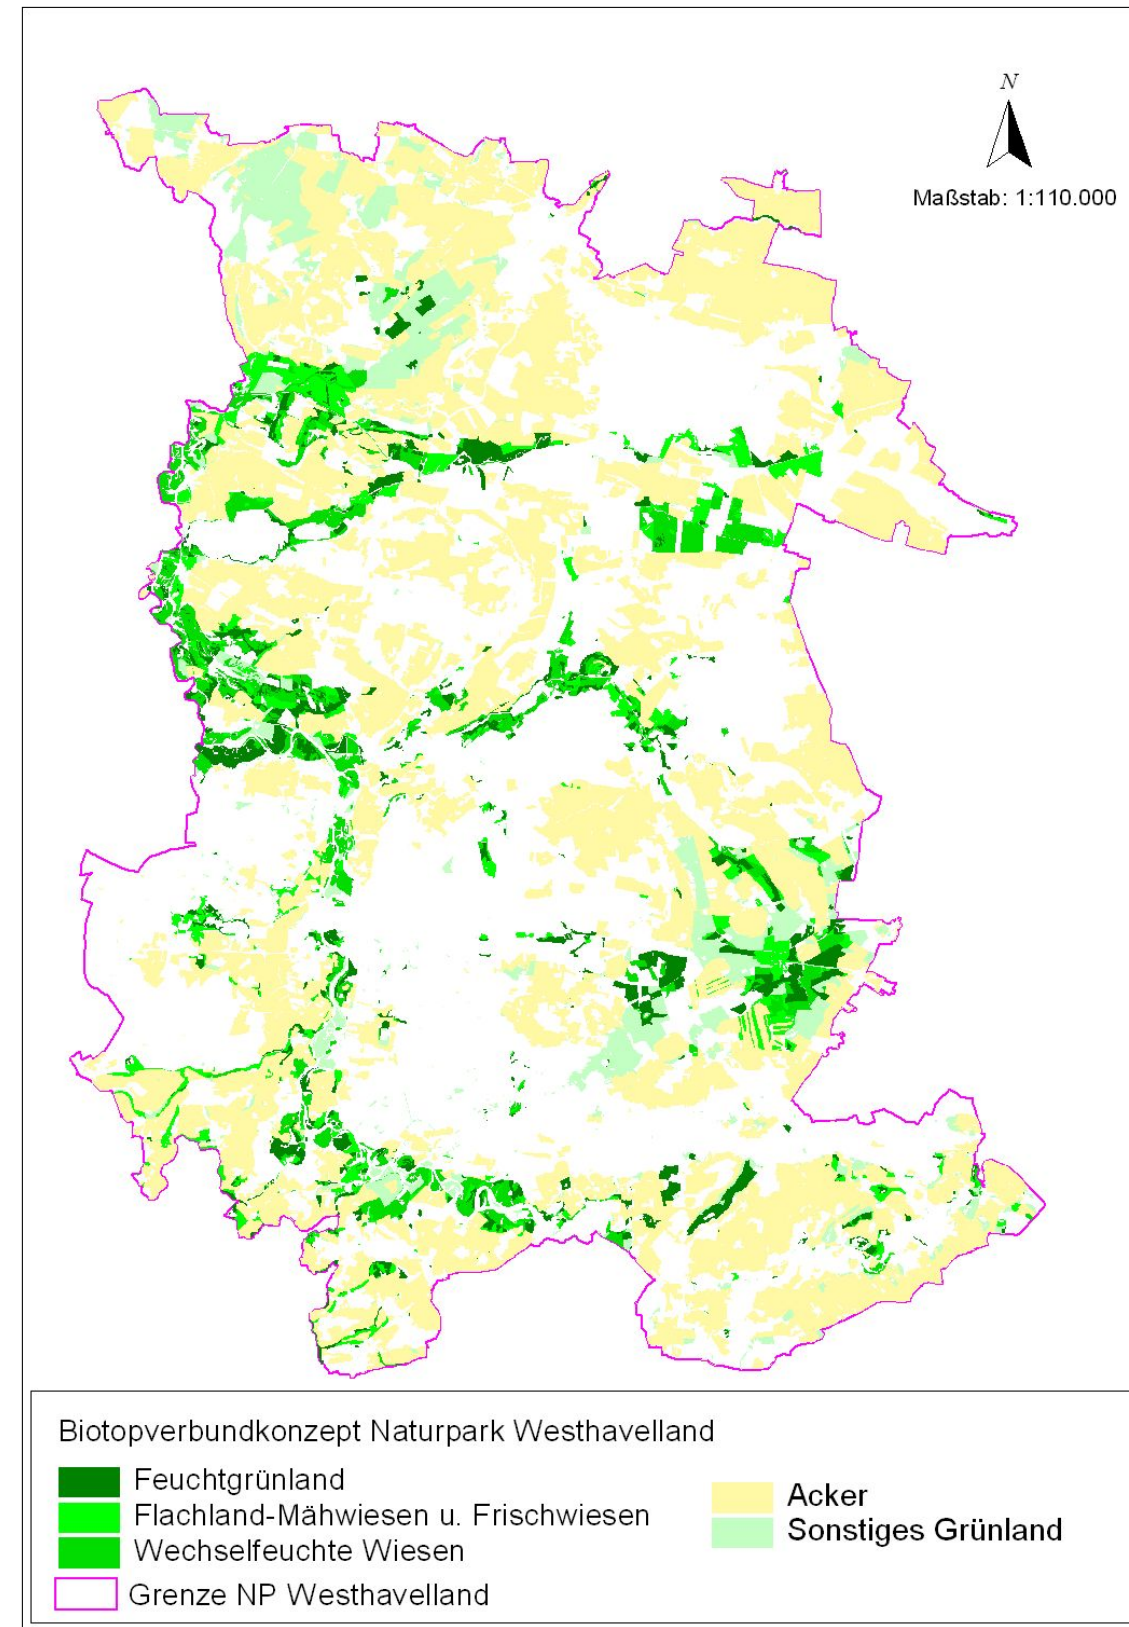 N
Maßstab: 1:110.000
Biotopverbundkonzept Naturpark Westhavelland
Feuchtgrünland
Flachland-Mähwiesen u. Frischwiesen
Wechselfeuchte Wiesen
Grenze NP Westhavelland
Acker
Sonstiges Grünland